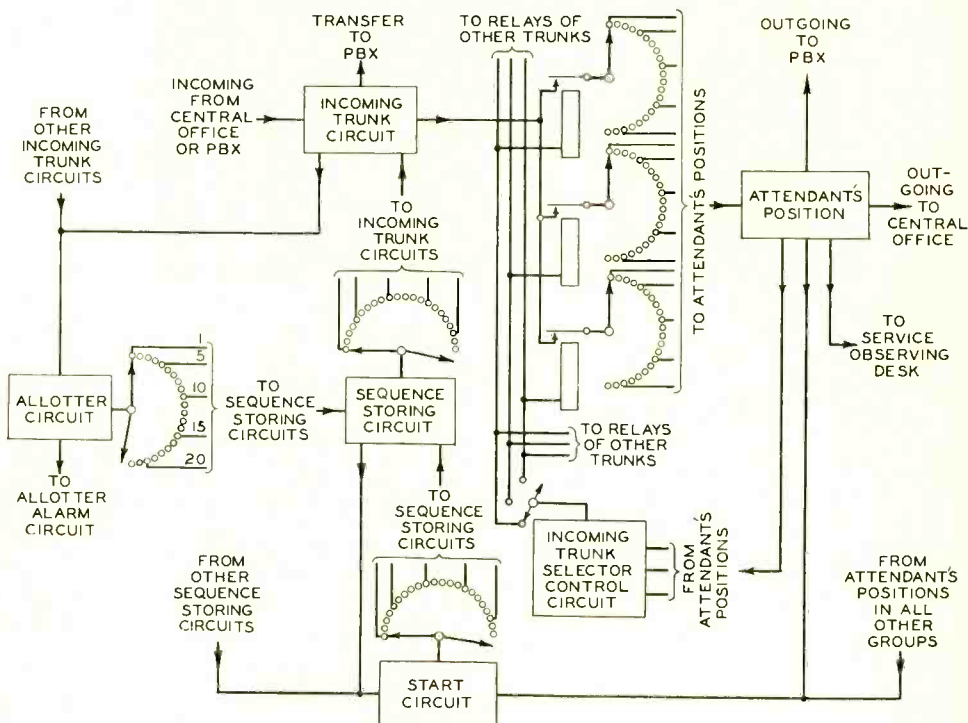 TRANSFER
TO
PBX
TO RELAYS OF
OTHER TRUNKS
OUTGOING
TO
PBX
INCOMING
FROM
CENTRAL
OFFICE
OR PBX
INCOMING
TRUNK
CIRCUIT
FROM
OTHER
INCOMING
TRUNK
CIRCUITS
TO ATTENDANT'S POSITIONS
ATTENDANT'S
POSITION
OUT-
GOING
TO
CENTRAL
OFFICE
TO
INCOMING
TRUNK
CIRCUITS
TO
SERVICE
OBSERVING
DESK
1
5
10
15
20
ALLOTTER
CIRCUIT
TO
SEQUENCE
STORING
CIRCUITS
SEQUENCE
STORING
CIRCUIT
TO RELAYS
OF OTHER
TRUNKS
TO
ALLOTTER
ALARM
CIRCUIT
TO
SEQUENCE
STORING
CIRCUITS
INCOMING
TRUNK
SELECTOR
CONTROL
CIRCUIT
FROM
ATTENDANT'S
POSITIONS
FROM
OTHER
SEQUENCE
STORING
CIRCUITS
FROM
ATTENDANT'S
POSITIONS
IN ALL
OTHER
GROUPS
START
CIRCUIT